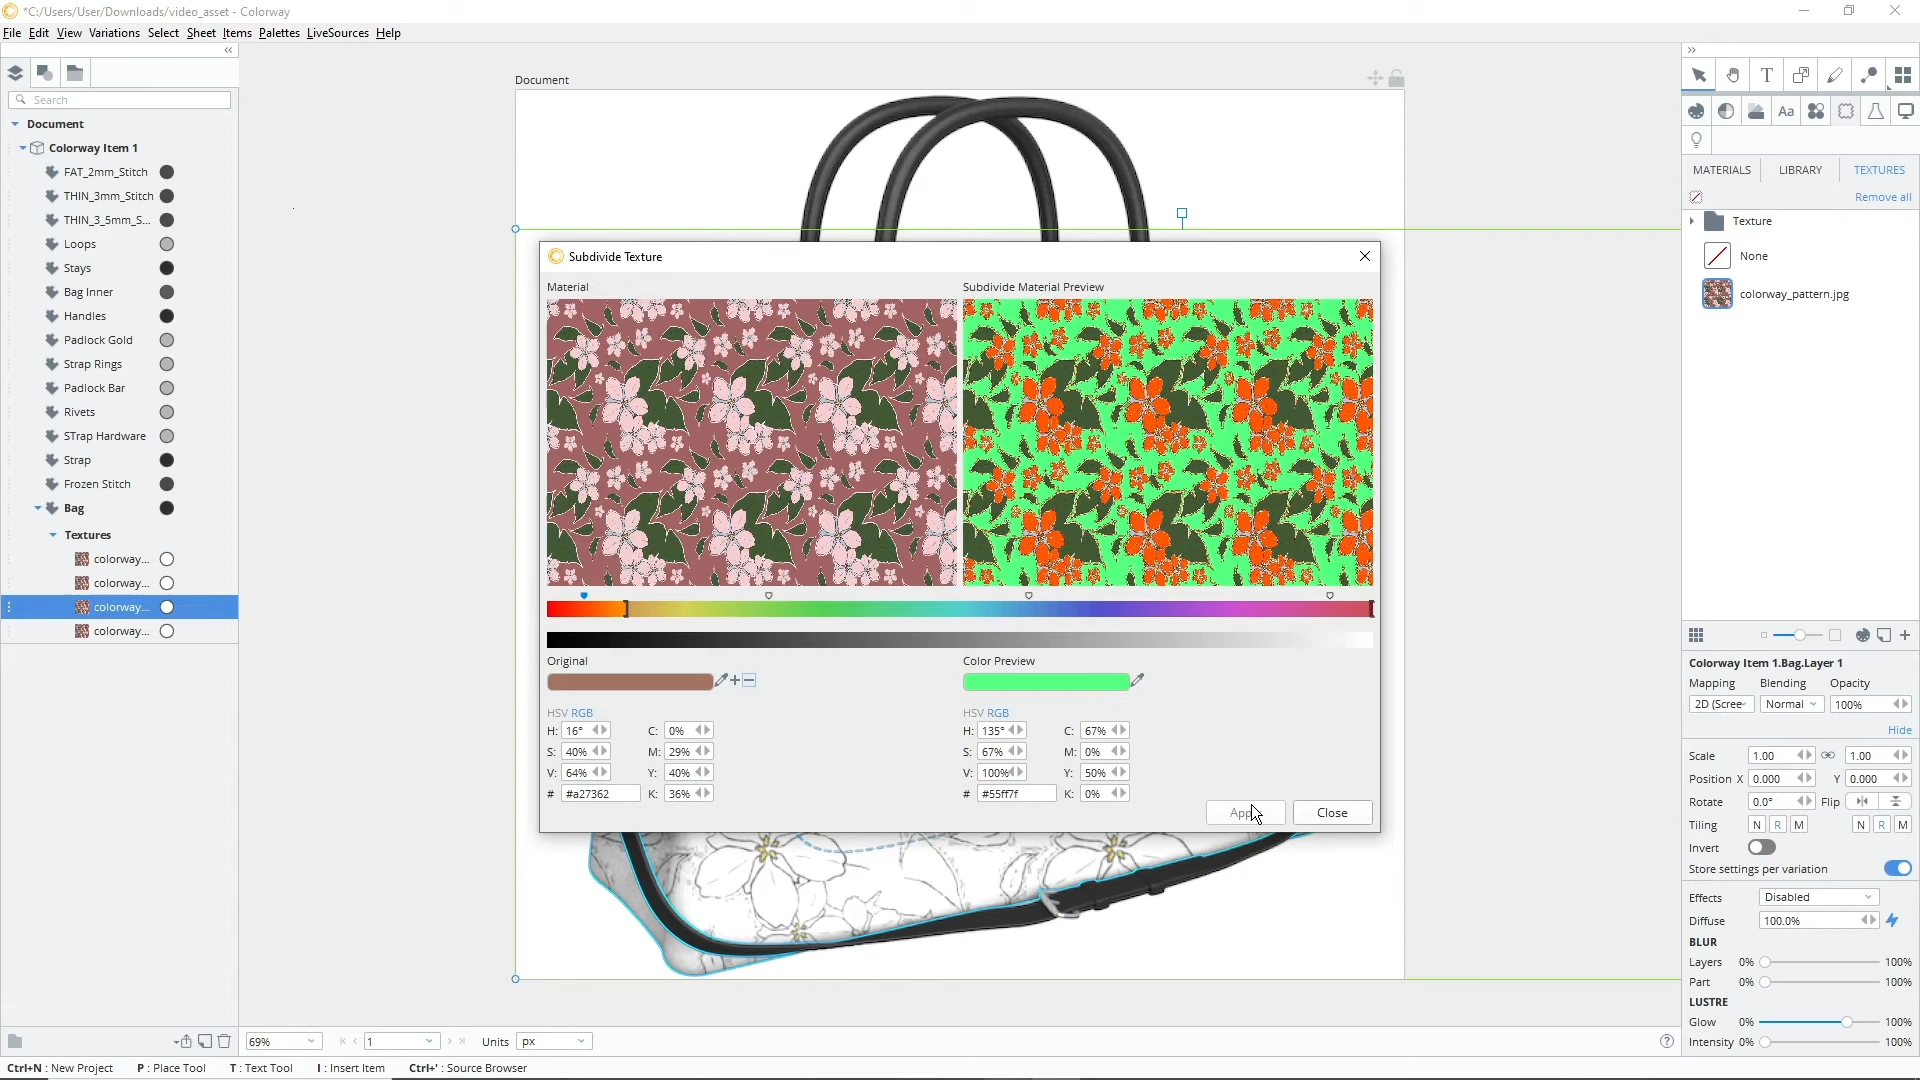 *C:/Users/User/Downloads/video_asset - Colorway
File Edit View Variations Select Sheet Items Palettes LiveSources Help
Search
Document
Colorway Item 1
FAT_2mm_Stitch
THIN_3mm_Stitch
THIN_3_5mm_S...
Loops
Stays
Bag Inner
Handles
Padlock Gold
Strap Rings
Padlock Bar
Rivets
STrap Hardware
Strap
Frozen Stitch
Bag
Textures
colorway...
colorway...
colorway...
colorway...
Document
Subdivide Texture
Material
Subdivide Material Preview
Original
Color Preview
HSV RGB
H: 16° C: 0%
S: 40% M: 29%
V: 64% Y: 40%
# #a27362 K: 36%
HSV RGB
H: 135° C: 67%
S: 67% M: 0%
V: 100% Y: 50%
# #55ff7f K: 0%
Close
T
Aa
MATERIALS LIBRARY TEXTURES
Remove all
Texture
None
colorway_pattern.jpg
Colorway Item 1.Bag.Layer 1
Mapping Blending Opacity
2D (Scree Normal 100%
Hide
Scale 1.00 1.00
Position X 0.000 Y 0.000
Rotate 0.0° Flip
Tiling N R M N R M
Invert
Store settings per variation
Effects Disabled
Diffuse 100.0%
BLUR
Layers 0% 100%
Part 0% 100%
LUSTRE
Glow 0% 100%
Intensity 0% 100%
69% 1 Units px
Ctrl+N : New Project P : Place Tool T : Text Tool I : Insert Item Ctrl+' : Source Browser